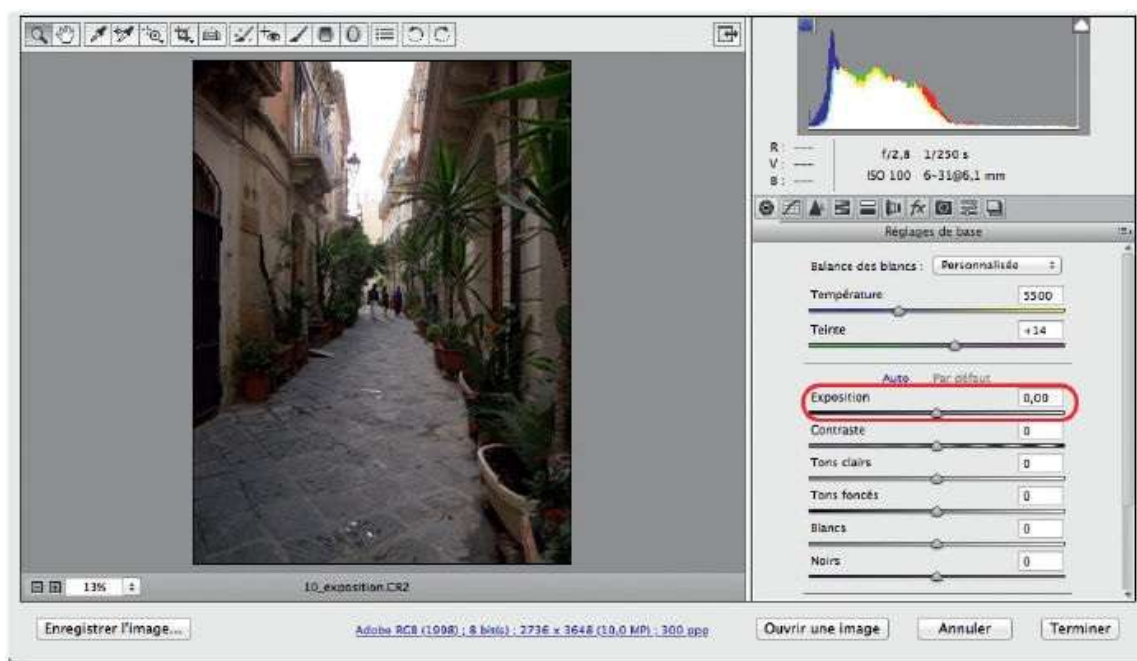 R : ---
V : ---
B : ---
f/2,8 1/250 s
ISO 100 6-31@6,1 mm
Réglages de base
Balance des blancs : Personnalisée
Température 5500
Teinte +14
Auto Par défaut
Exposition 0,00
Contraste 0
Tons clairs 0
Tons foncés 0
Blancs 0
Noirs 0
13% 10_exposition.CR2
Enregistrer l'image... Adobe RGB (1998) ; 8 bit(s) ; 2736 x 3648 (10,0 MP) ; 300 ppp Ouvrir une image Annuler Terminer